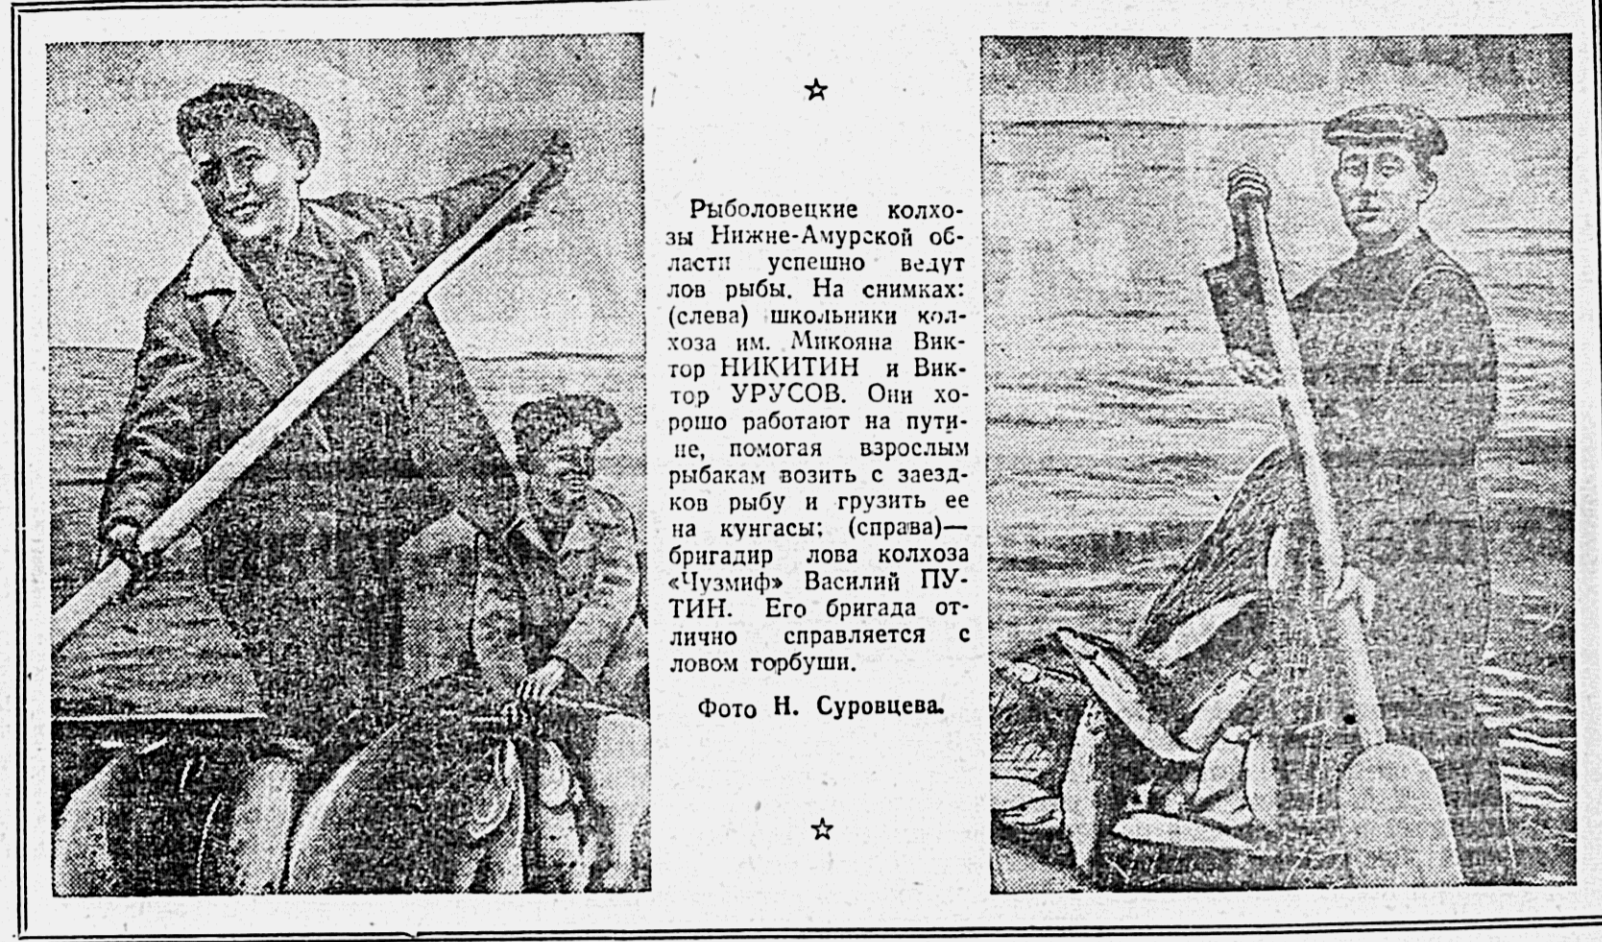 Рыболовецкие колхо-
зы Нижне-Амурской об-
ласти успешно ведут
лов рыбы. На снимках:
(слева) школьники кол-
хоза им. Микояна Вик-
тор НИКИТИН и Вик-
тор УРУСОВ. Они хо-
рошо работают на пути-
не, помогая взрослым
рыбакам возить с заезд-
ков рыбу и грузить ее
на кунгасы; (справа)—
бригадир лова колхоза
«Чузмиф» Василий ПУ-
ТИН. Его бригада от-
лично справляется с
ловом горбуши.
Фото Н. Суровцева.